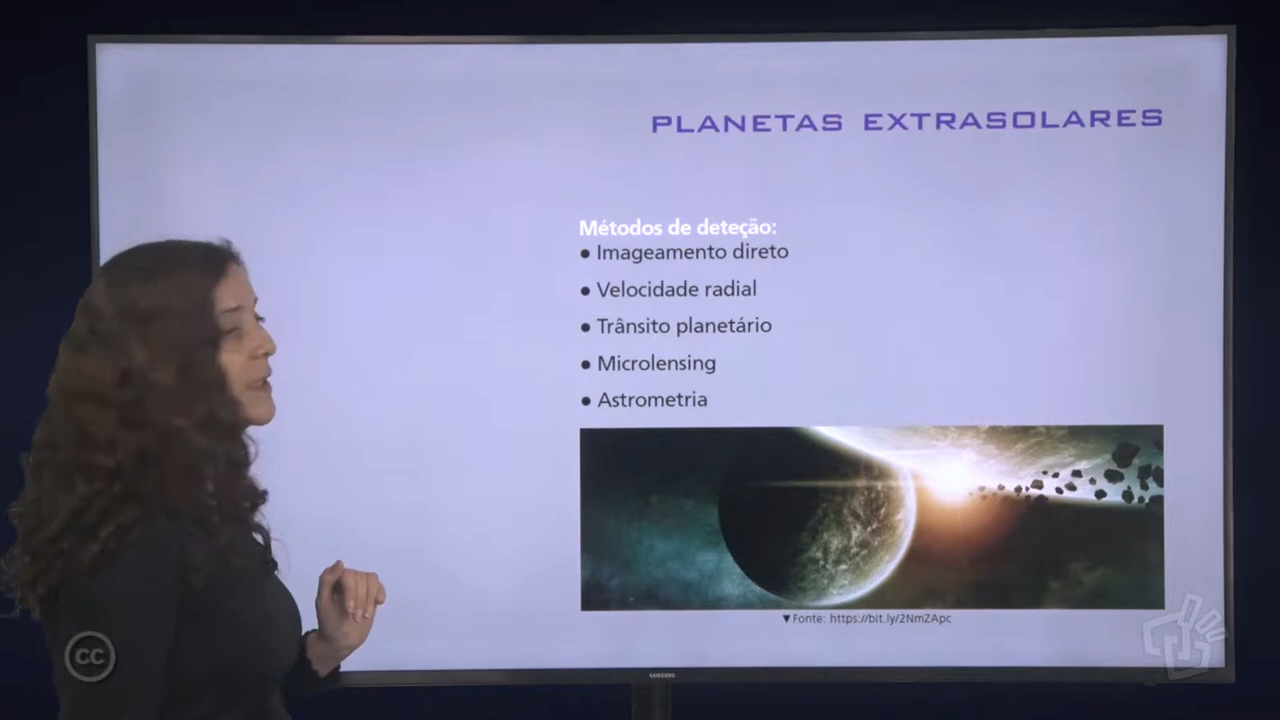 PLANETAS EXTRASOLARES
Métodos de deteção:
● Imageamento direto
● Velocidade radial
● Trânsito planetário
● Microlensing
● Astrometria
▼Fonte: https://bit.ly/2NmZApc
SAMSUNG
cc